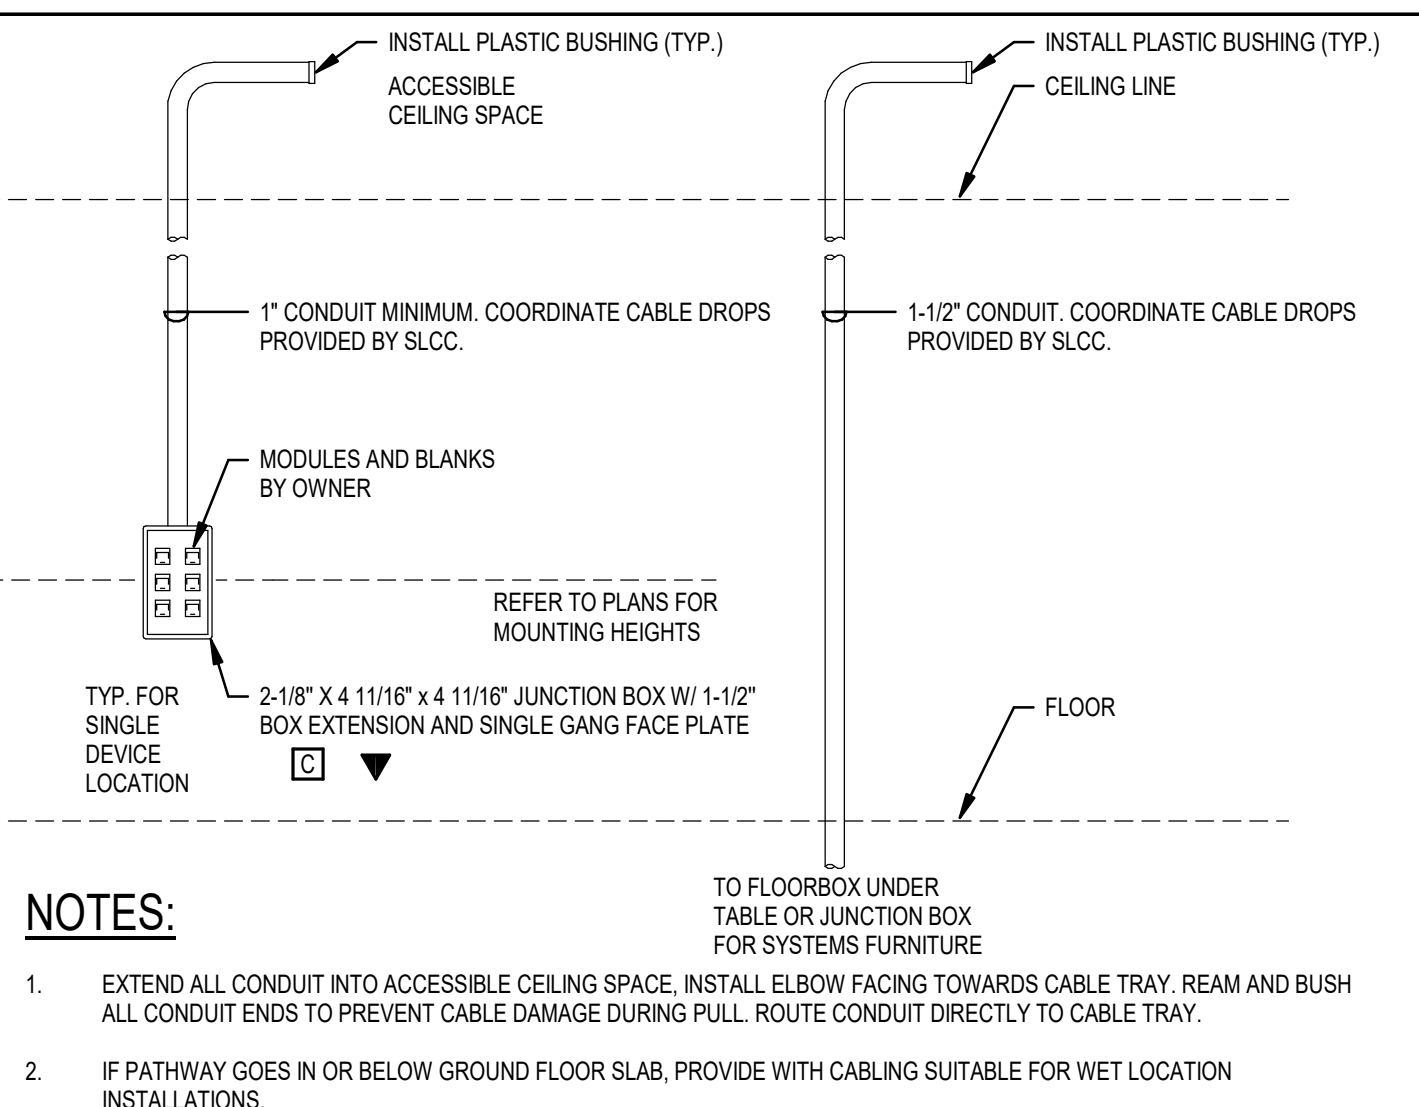 INSTALL PLASTIC BUSHING (TYP.)
ACCESSIBLE
CEILING SPACE
INSTALL PLASTIC BUSHING (TYP.)
CEILING LINE
1" CONDUIT MINIMUM. COORDINATE CABLE DROPS
PROVIDED BY SLCC.
1-1/2" CONDUIT. COORDINATE CABLE DROPS
PROVIDED BY SLCC.
MODULES AND BLANKS
BY OWNER
REFER TO PLANS FOR
MOUNTING HEIGHTS
TYP. FOR
SINGLE
DEVICE
LOCATION
2-1/8" X 4 11/16" x 4 11/16" JUNCTION BOX W/ 1-1/2"
BOX EXTENSION AND SINGLE GANG FACE PLATE
C
FLOOR
TO FLOORBOX UNDER
TABLE OR JUNCTION BOX
FOR SYSTEMS FURNITURE
NOTES:
1. EXTEND ALL CONDUIT INTO ACCESSIBLE CEILING SPACE, INSTALL ELBOW FACING TOWARDS CABLE TRAY. REAM AND BUSH
ALL CONDUIT ENDS TO PREVENT CABLE DAMAGE DURING PULL. ROUTE CONDUIT DIRECTLY TO CABLE TRAY.
2. IF PATHWAY GOES IN OR BELOW GROUND FLOOR SLAB, PROVIDE WITH CABLING SUITABLE FOR WET LOCATION
INSTALLATIONS.